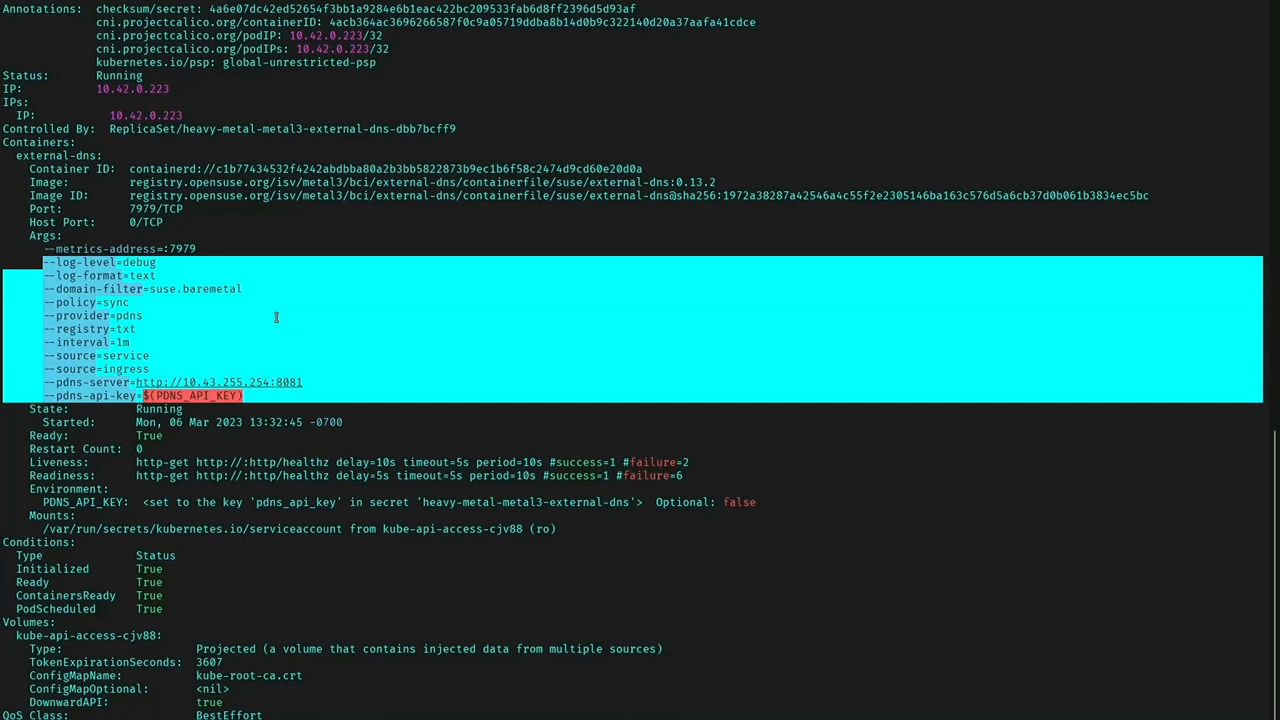 Annotations:  checksum/secret: 4a6e07dc42ed52654f3bb1a9284e6b1eac422bc209533fab6d8ff2396d5d93af
              cni.projectcalico.org/containerID: 4acb364ac3696266587f0c9a05719ddba8b14d0b9c322140d20a37aafa41cdce
              cni.projectcalico.org/podIP: 10.42.0.223/32
              cni.projectcalico.org/podIPs: 10.42.0.223/32
              kubernetes.io/psp: global-unrestricted-psp
Status:       Running
IP:           10.42.0.223
IPs:
  IP:           10.42.0.223
Controlled By:  ReplicaSet/heavy-metal-metal3-external-dns-dbb7bcff9
Containers:
  external-dns:
    Container ID:  containerd://c1b77434532f4242abdbba80a2b3bb5822873b9ec1b6f58c2474d9cd60e20d0a
    Image:         registry.opensuse.org/isv/metal3/bci/external-dns/containerfile/suse/external-dns:0.13.2
    Image ID:      registry.opensuse.org/isv/metal3/bci/external-dns/containerfile/suse/external-dns@sha256:1972a38287a42546a4c55f2e2305146ba163c576d5a6cb37d0b061b3834ec5bc
    Port:          7979/TCP
    Host Port:     0/TCP
    Args:
      --metrics-address=:7979
      --log-level=debug
      --log-format=text
      --domain-filter=suse.baremetal
      --policy=sync
      --provider=pdns
      --registry=txt
      --interval=1m
      --source=service
      --source=ingress
      --pdns-server=http://10.43.255.254:8081
      --pdns-api-key=$(PDNS_API_KEY)
    State:          Running
      Started:      Mon, 06 Mar 2023 13:32:45 -0700
    Ready:          True
    Restart Count:  0
    Liveness:       http-get http://:http/healthz delay=10s timeout=5s period=10s #success=1 #failure=2
    Readiness:      http-get http://:http/healthz delay=5s timeout=5s period=10s #success=1 #failure=6
    Environment:
      PDNS_API_KEY:  <set to the key 'pdns_api_key' in secret 'heavy-metal-metal3-external-dns'>  Optional: false
    Mounts:
      /var/run/secrets/kubernetes.io/serviceaccount from kube-api-access-cjv88 (ro)
Conditions:
  Type              Status
  Initialized       True
  Ready             True
  ContainersReady   True
  PodScheduled      True
Volumes:
  kube-api-access-cjv88:
    Type:                    Projected (a volume that contains injected data from multiple sources)
    TokenExpirationSeconds:  3607
    ConfigMapName:           kube-root-ca.crt
    ConfigMapOptional:       <nil>
    DownwardAPI:             true
QoS Class:                   BestEffort